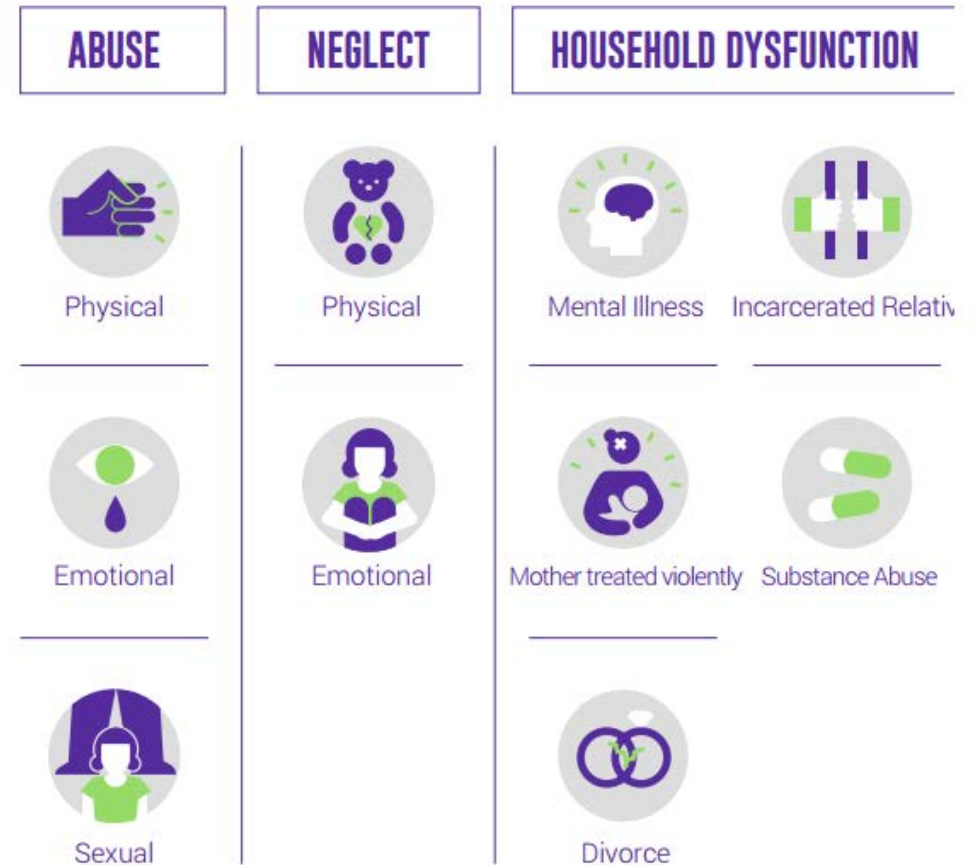 ABUSE
NEGLECT
HOUSEHOLD DYSFUNCTION
Physical
Physical
Mental Illness
Incarcerated Relativ
Emotional
Emotional
Mother treated violently
Substance Abuse
Sexual
Divorce